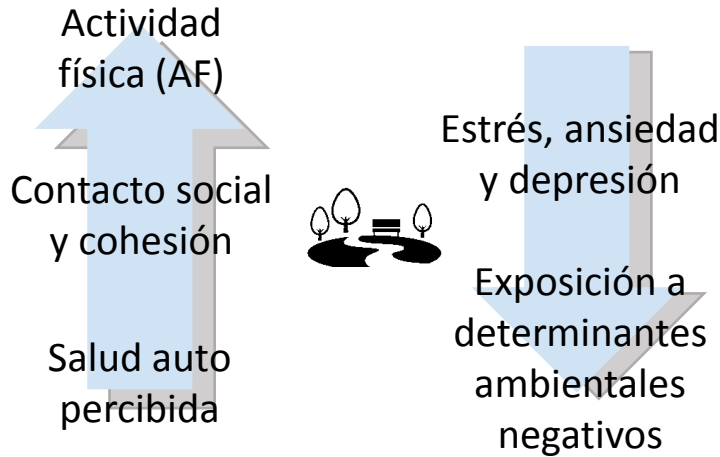 Actividad
física (AF)
Contacto social
y cohesión
Salud auto
percibida
Estrés, ansiedad
y depresión
Exposición a
determinantes
ambientales
negativos